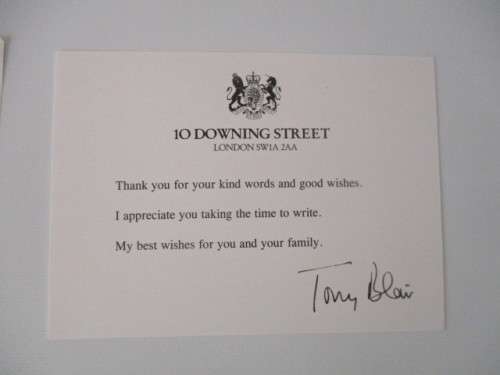 10 DOWNING STREET
LONDON SW1A 2AA
Thank you for your kind words and good wishes.
I appreciate you taking the time to write.
My best wishes for you and your family.
Tony Blair